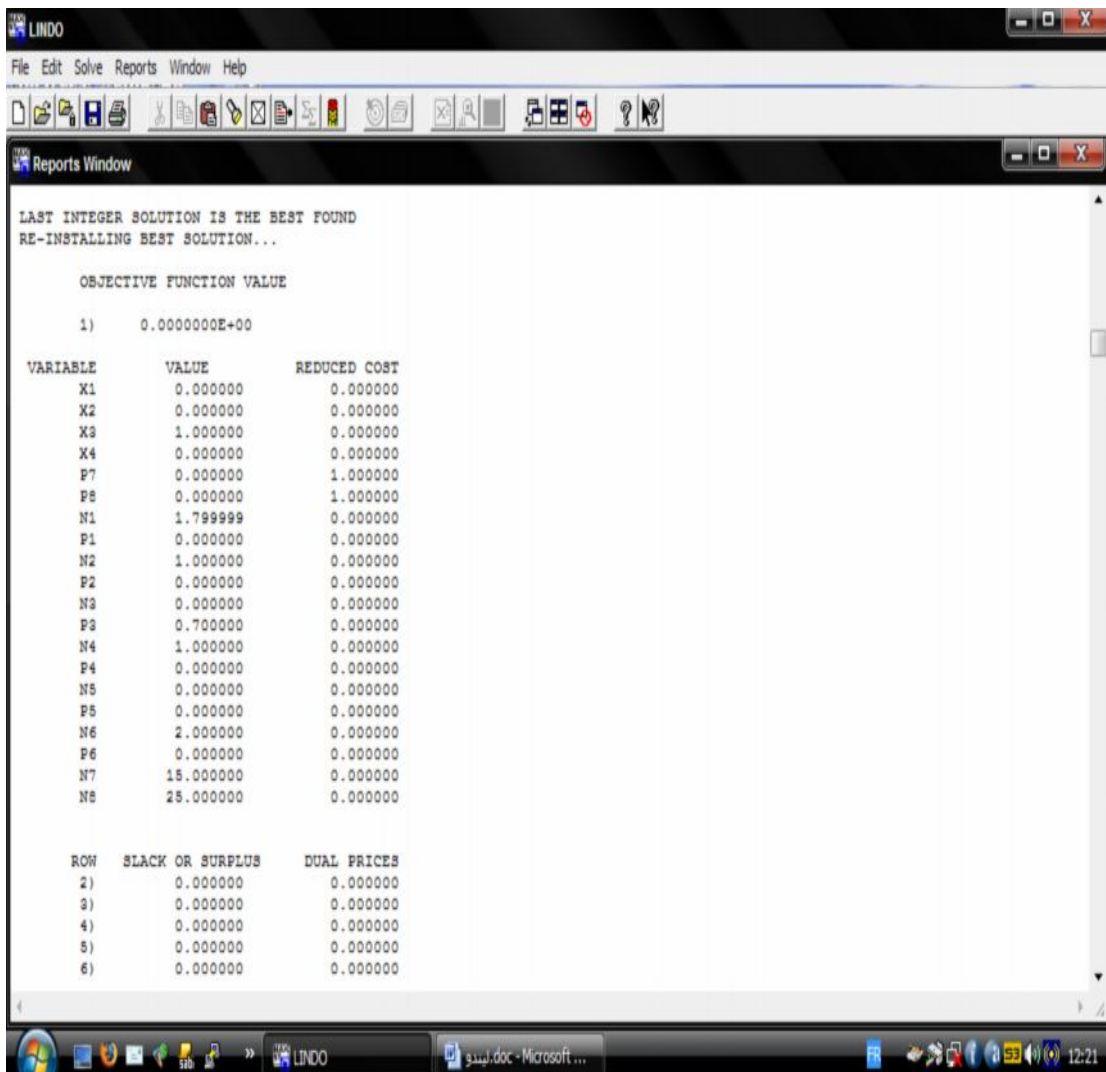 LINDO
File Edit Solve Reports Window Help
Reports Window
LAST INTEGER SOLUTION IS THE BEST FOUND
RE-INSTALLING BEST SOLUTION...
OBJECTIVE FUNCTION VALUE
1) 0.0000000E+00
VARIABLE VALUE REDUCED COST
X1 0.000000 0.000000
X2 0.000000 0.000000
X3 1.000000 0.000000
X4 0.000000 0.000000
P7 0.000000 1.000000
P8 0.000000 1.000000
N1 1.799999 0.000000
P1 0.000000 0.000000
N2 1.000000 0.000000
P2 0.000000 0.000000
N3 0.000000 0.000000
P3 0.700000 0.000000
N4 1.000000 0.000000
P4 0.000000 0.000000
N5 0.000000 0.000000
P5 0.000000 0.000000
N6 2.000000 0.000000
P6 0.000000 0.000000
N7 15.000000 0.000000
N8 25.000000 0.000000
ROW SLACK OR SURPLUS DUAL PRICES
2) 0.000000 0.000000
3) 0.000000 0.000000
4) 0.000000 0.000000
5) 0.000000 0.000000
6) 0.000000 0.000000
LINDO ليندو.doc - Microsoft ... FR 12:21